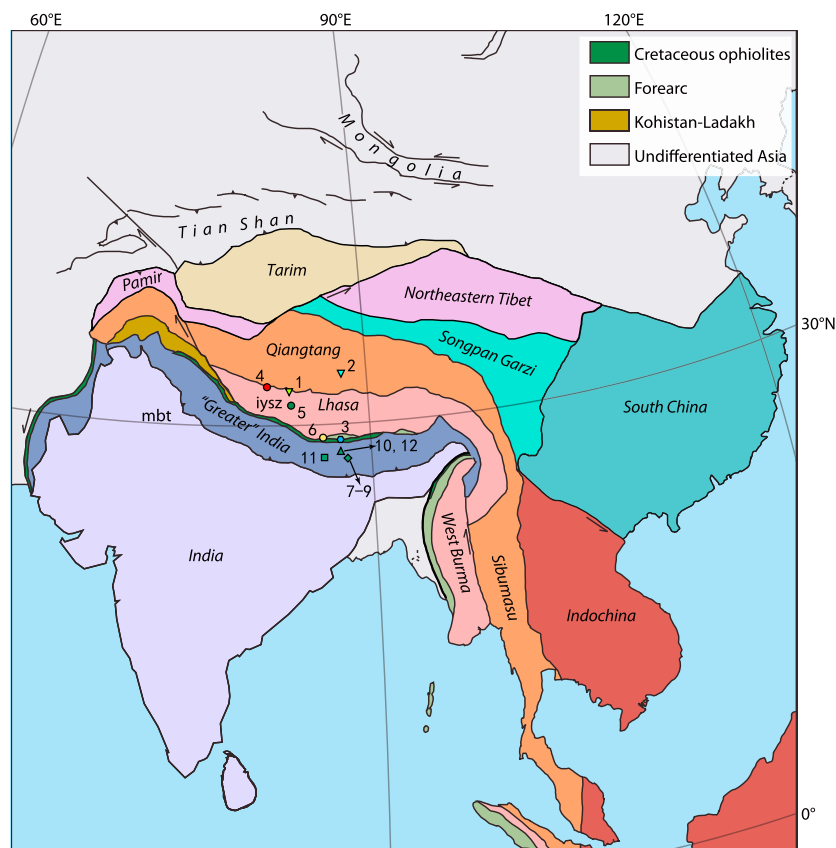 60°E 90°E 120°E
Cretaceous ophiolites
Forearc
Kohistan-Ladakh
Undifferentiated Asia
Mongolia
Tian Shan
Tarim
Pamir
Northeastern Tibet
30°N
Songpan Garzi
Qiangtang
2
4
1
iysz
5
Lhasa
South China
mbt
"Greater" India
6
3
10, 12
11
7–9
India
West Burma
Sibumasu
Indochina
0°